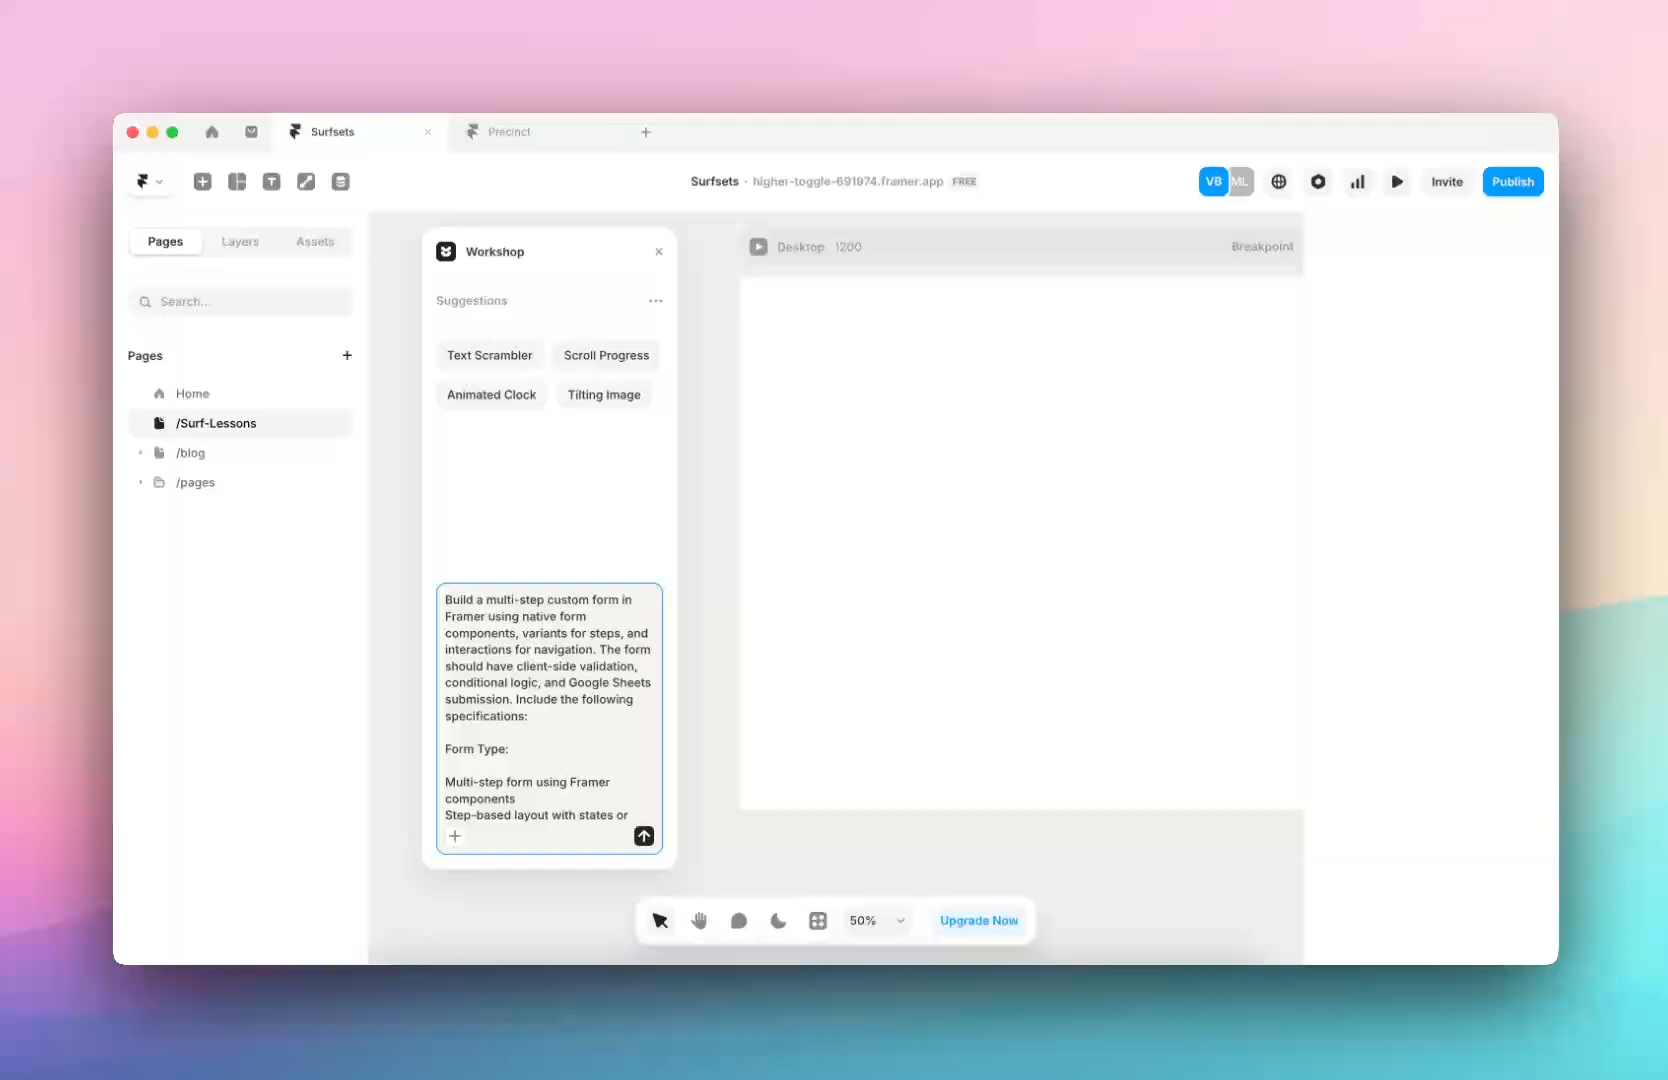 Surfsets
Precinct
Surfsets · higher-toggle-691974.framer.app FREE
VB
ML
Invite
Publish
Pages
Layers
Assets
Search...
Pages
Home
/Surf-Lessons
/blog
/pages
Workshop
Suggestions
Text Scrambler
Scroll Progress
Animated Clock
Tilting Image
Build a multi-step custom form in
Framer using native form
components, variants for steps, and
interactions for navigation. The form
should have client-side validation,
conditional logic, and Google Sheets
submission. Include the following
specifications:
Form Type:
Multi-step form using Framer
components
Step-based layout with states or
Desktop 1200
Breakpoint
50%
Upgrade Now